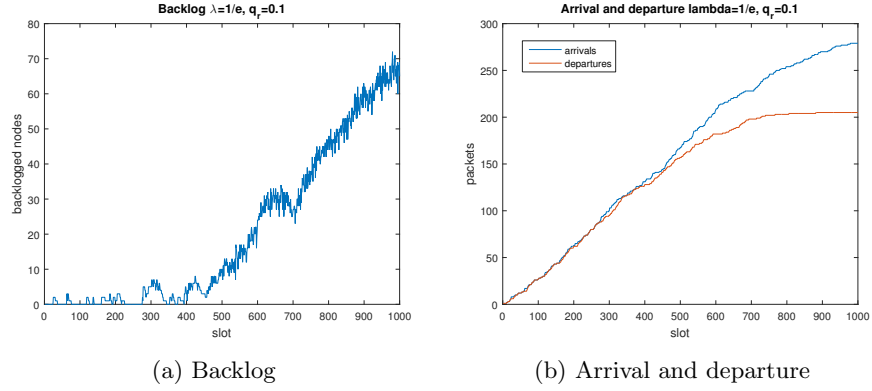 Backlog λ=1/e, q_r=0.1
80
70
60
50
40
30
20
10
0
backlogged nodes
0 100 200 300 400 500 600 700 800 900 1000
slot
(a) Backlog
Arrival and departure lambda=1/e, q_r=0.1
arrivals
departures
300
250
200
150
100
50
0
packets
0 100 200 300 400 500 600 700 800 900 1000
slot
(b) Arrival and departure